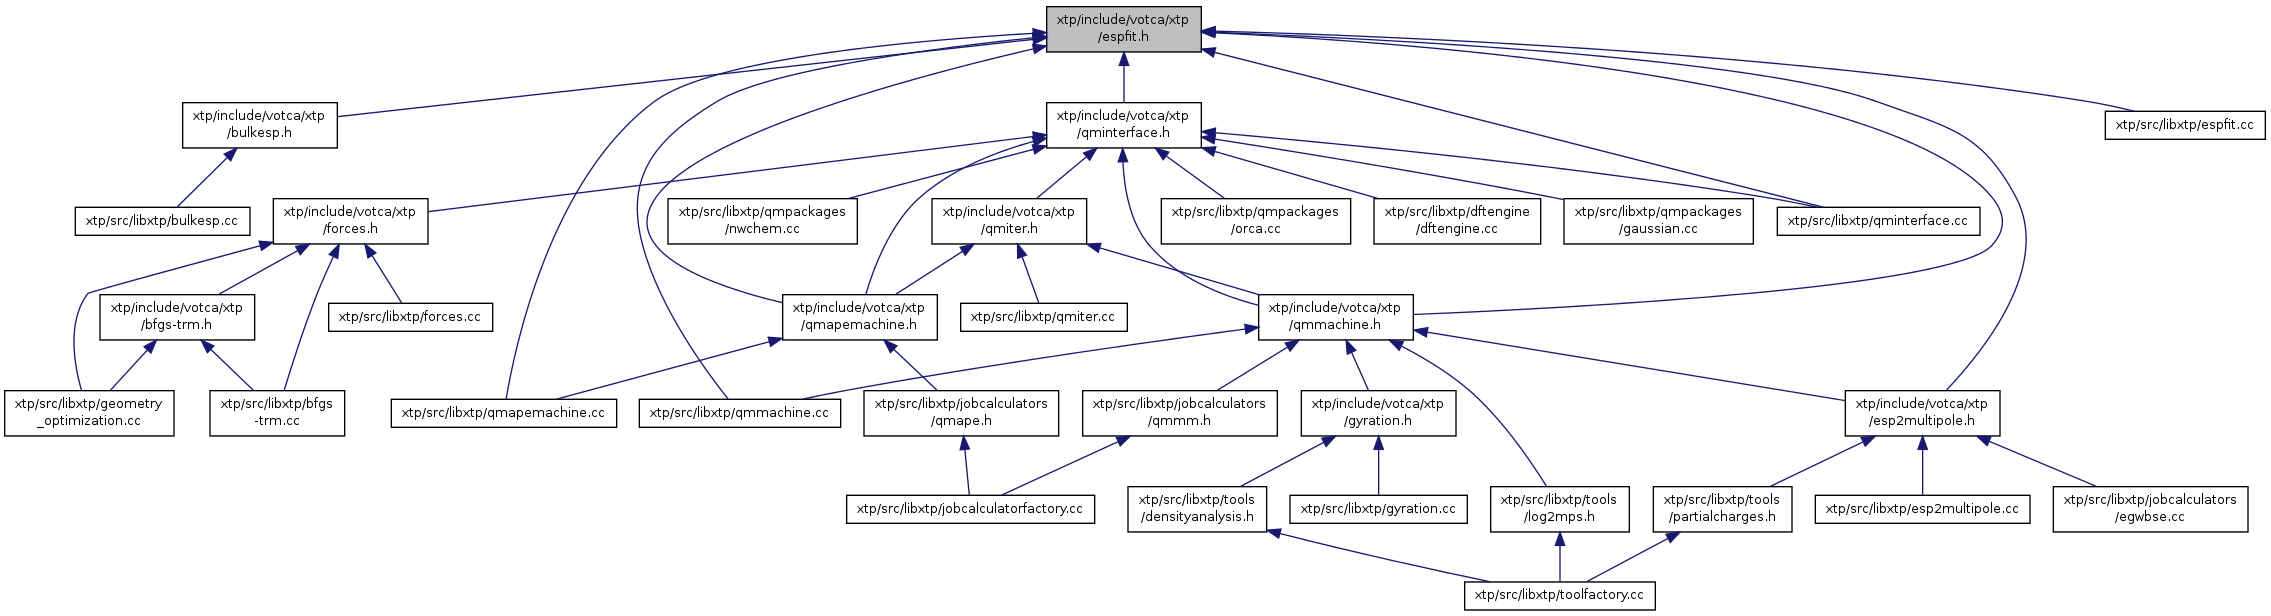 xtp/include/votca/xtp
/espfit.h
xtp/include/votca/xtp
/bulkesp.h
xtp/include/votca/xtp
/qminterface.h
xtp/src/libxtp/espfit.cc
xtp/src/libxtp/bulkesp.cc
xtp/include/votca/xtp
/forces.h
xtp/src/libxtp/qmpackages
/nwchem.cc
xtp/include/votca/xtp
/qmiter.h
xtp/src/libxtp/qmpackages
/orca.cc
xtp/src/libxtp/dftengine
/dftengine.cc
xtp/src/libxtp/qmpackages
/gaussian.cc
xtp/src/libxtp/qminterface.cc
xtp/include/votca/xtp
/bfgs-trm.h
xtp/src/libxtp/forces.cc
xtp/include/votca/xtp
/qmapemachine.h
xtp/src/libxtp/qmiter.cc
xtp/include/votca/xtp
/qmmachine.h
xtp/src/libxtp/geometry
_optimization.cc
xtp/src/libxtp/bfgs
-trm.cc
xtp/src/libxtp/qmapemachine.cc
xtp/src/libxtp/qmmachine.cc
xtp/src/libxtp/jobcalculators
/qmape.h
xtp/src/libxtp/jobcalculators
/qmmm.h
xtp/include/votca/xtp
/gyration.h
xtp/include/votca/xtp
/esp2multipole.h
xtp/src/libxtp/jobcalculatorfactory.cc
xtp/src/libxtp/tools
/densityanalysis.h
xtp/src/libxtp/gyration.cc
xtp/src/libxtp/tools
/log2mps.h
xtp/src/libxtp/tools
/partialcharges.h
xtp/src/libxtp/esp2multipole.cc
xtp/src/libxtp/jobcalculators
/egwbse.cc
xtp/src/libxtp/toolfactory.cc